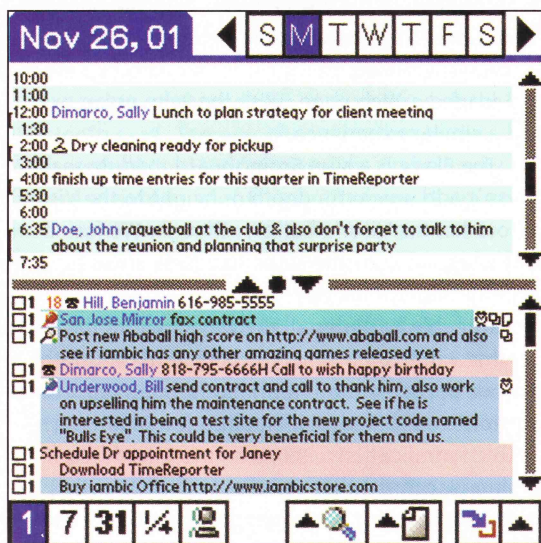 Nov 26, 01 S M T W T F S
10:00
11:00
12:00 Dimarco, Sally Lunch to plan strategy for client meeting
1:30
2:00 Dry cleaning ready for pickup
3:00
4:00 finish up time entries for this quarter in TimeReporter
5:30
6:00
6:35 Doe, John raquetball at the club & also don't forget to talk to him
about the reunion and planning that surprise party
7:35
1 18 Hill, Benjamin 616-985-5555
1 San Jose Mirror fax contract
1 Post new Ababall high score on http://www.ababall.com and also
see if iambic has any other amazing games released yet
1 Dimarco, Sally 818-795-6666H Call to wish happy birthday
1 Underwood, Bill send contract and call to thank him, also work
on upselling him the maintenance contract. See if he is
interested in being a test site for the new project code named
"Bulls Eye". This could be very beneficial for them and us.
1 Schedule Dr appointment for Janey
1 Download TimeReporter
1 Buy iambic Office http://www.iambicstore.com
1 7 31 1/4